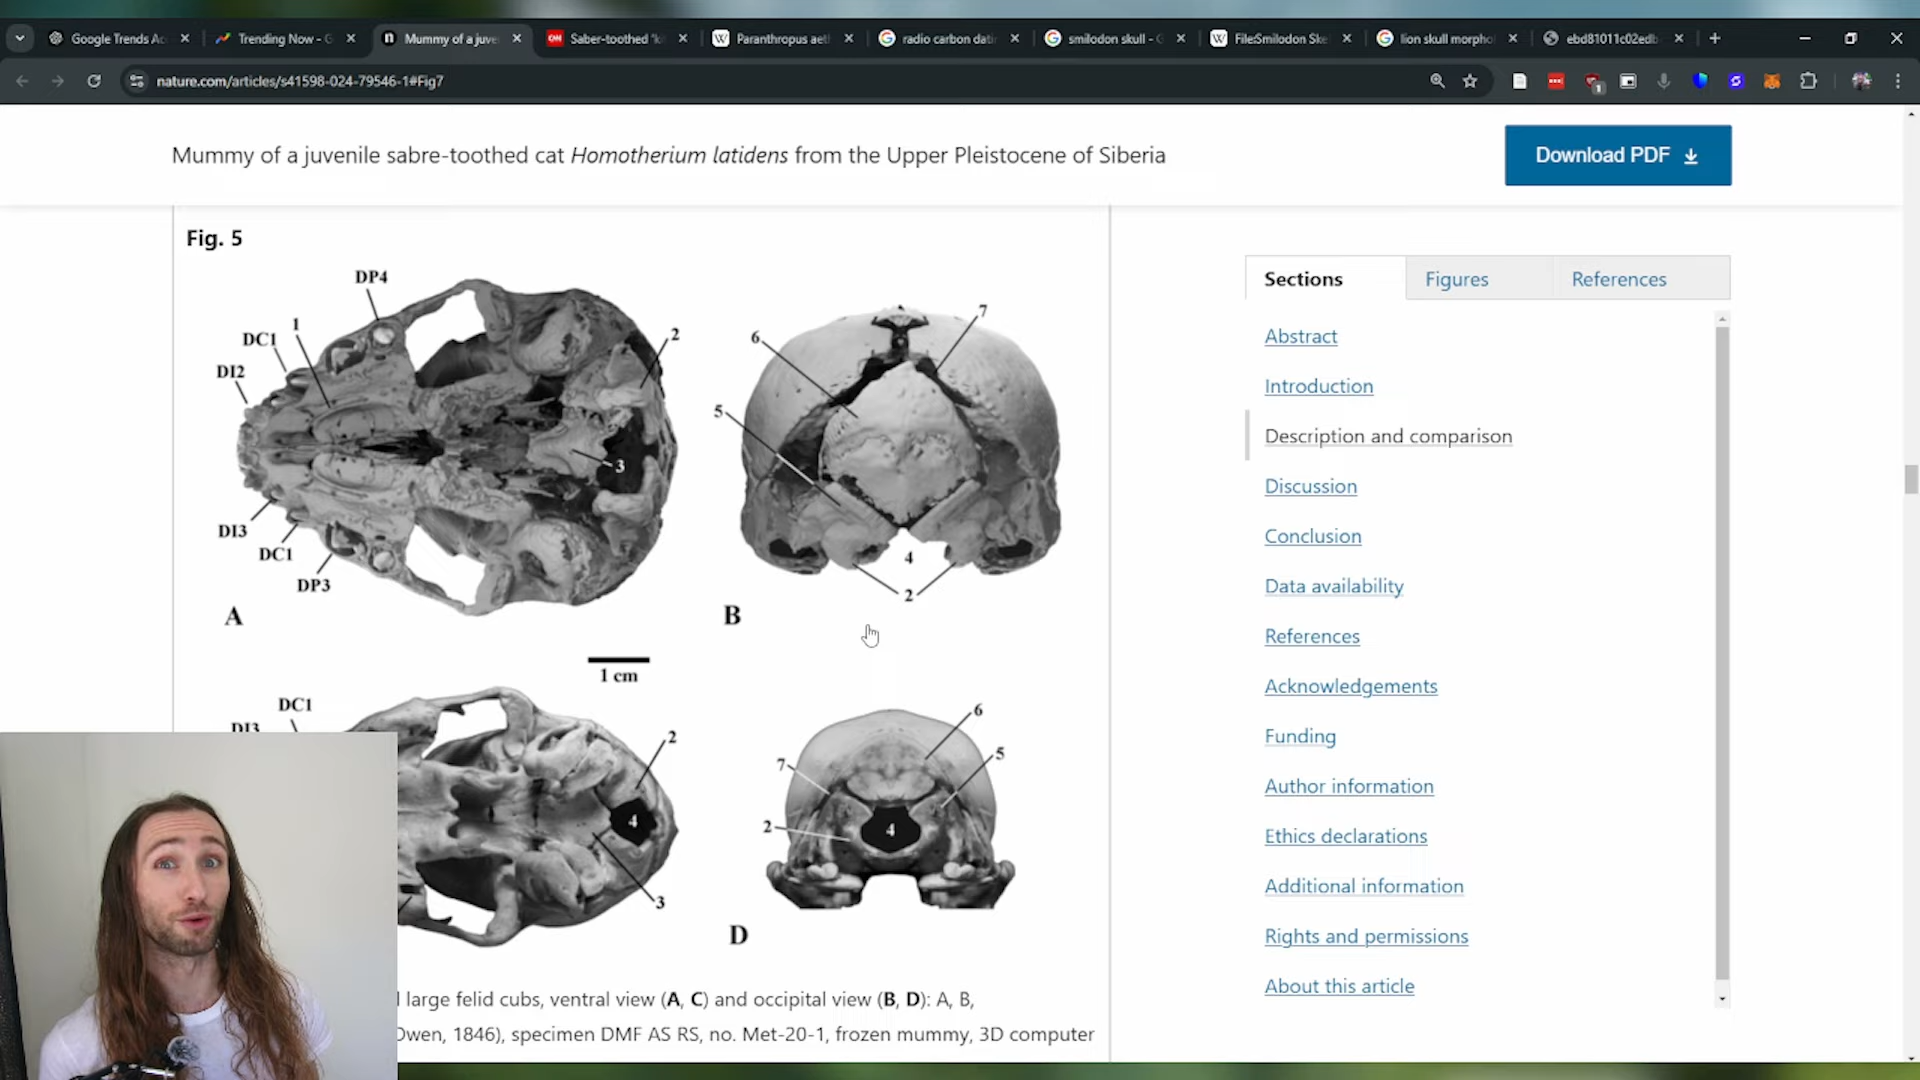 Google Trends Ac
Trending Now - G
Mummy of a juve
Saber-toothed 'ki
Paranthropus aet
radio carbon datin
smilodon skull - G
File:Smilodon Ske
lion skull morpho
ebd81011c02edb
nature.com/articles/s41598-024-79546-1#Fig7
Mummy of a juvenile sabre-toothed cat Homotherium latidens from the Upper Pleistocene of Siberia
Download PDF
Fig. 5
DP4
1
DC1
DI2
2
3
DI3
DC1
DP3
A
7
6
5
4
2
B
1 cm
DC1
DI3
2
4
3
6
7
5
2
4
D
large felid cubs, ventral view (A, C) and occipital view (B, D): A, B,
Owen, 1846), specimen DMF AS RS, no. Met-20-1, frozen mummy, 3D computer
Sections
Figures
References
Abstract
Introduction
Description and comparison
Discussion
Conclusion
Data availability
References
Acknowledgements
Funding
Author information
Ethics declarations
Additional information
Rights and permissions
About this article